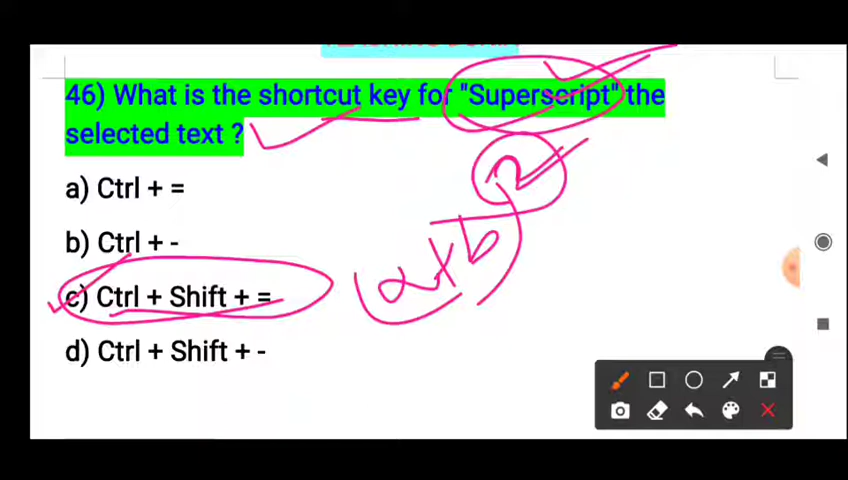 46) What is the shortcut key for "Superscript" the
selected text ?
a) Ctrl + =
b) Ctrl + -
c) Ctrl + Shift + =
d) Ctrl + Shift + -
(a+b)²